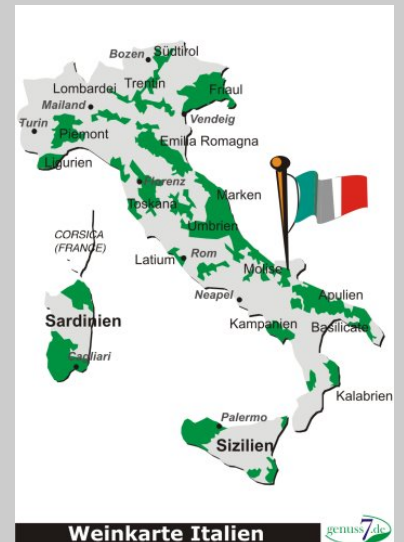 Bozen
Südtirol
Lombardei
Trentin
Friaul
Mailand
Vendeig
Turin
Piemont
Emilia Romagna
Ligurien
Florenz
Toskana
Marken
Umbrien
CORSICA
(FRANCE)
Latium
Rom
Molise
Neapel
Apulien
Sardinien
Kampanien
Basilicate
Cagliari
Kalabrien
Palermo
Sizilien
Weinkarte Italien
genuss7.de